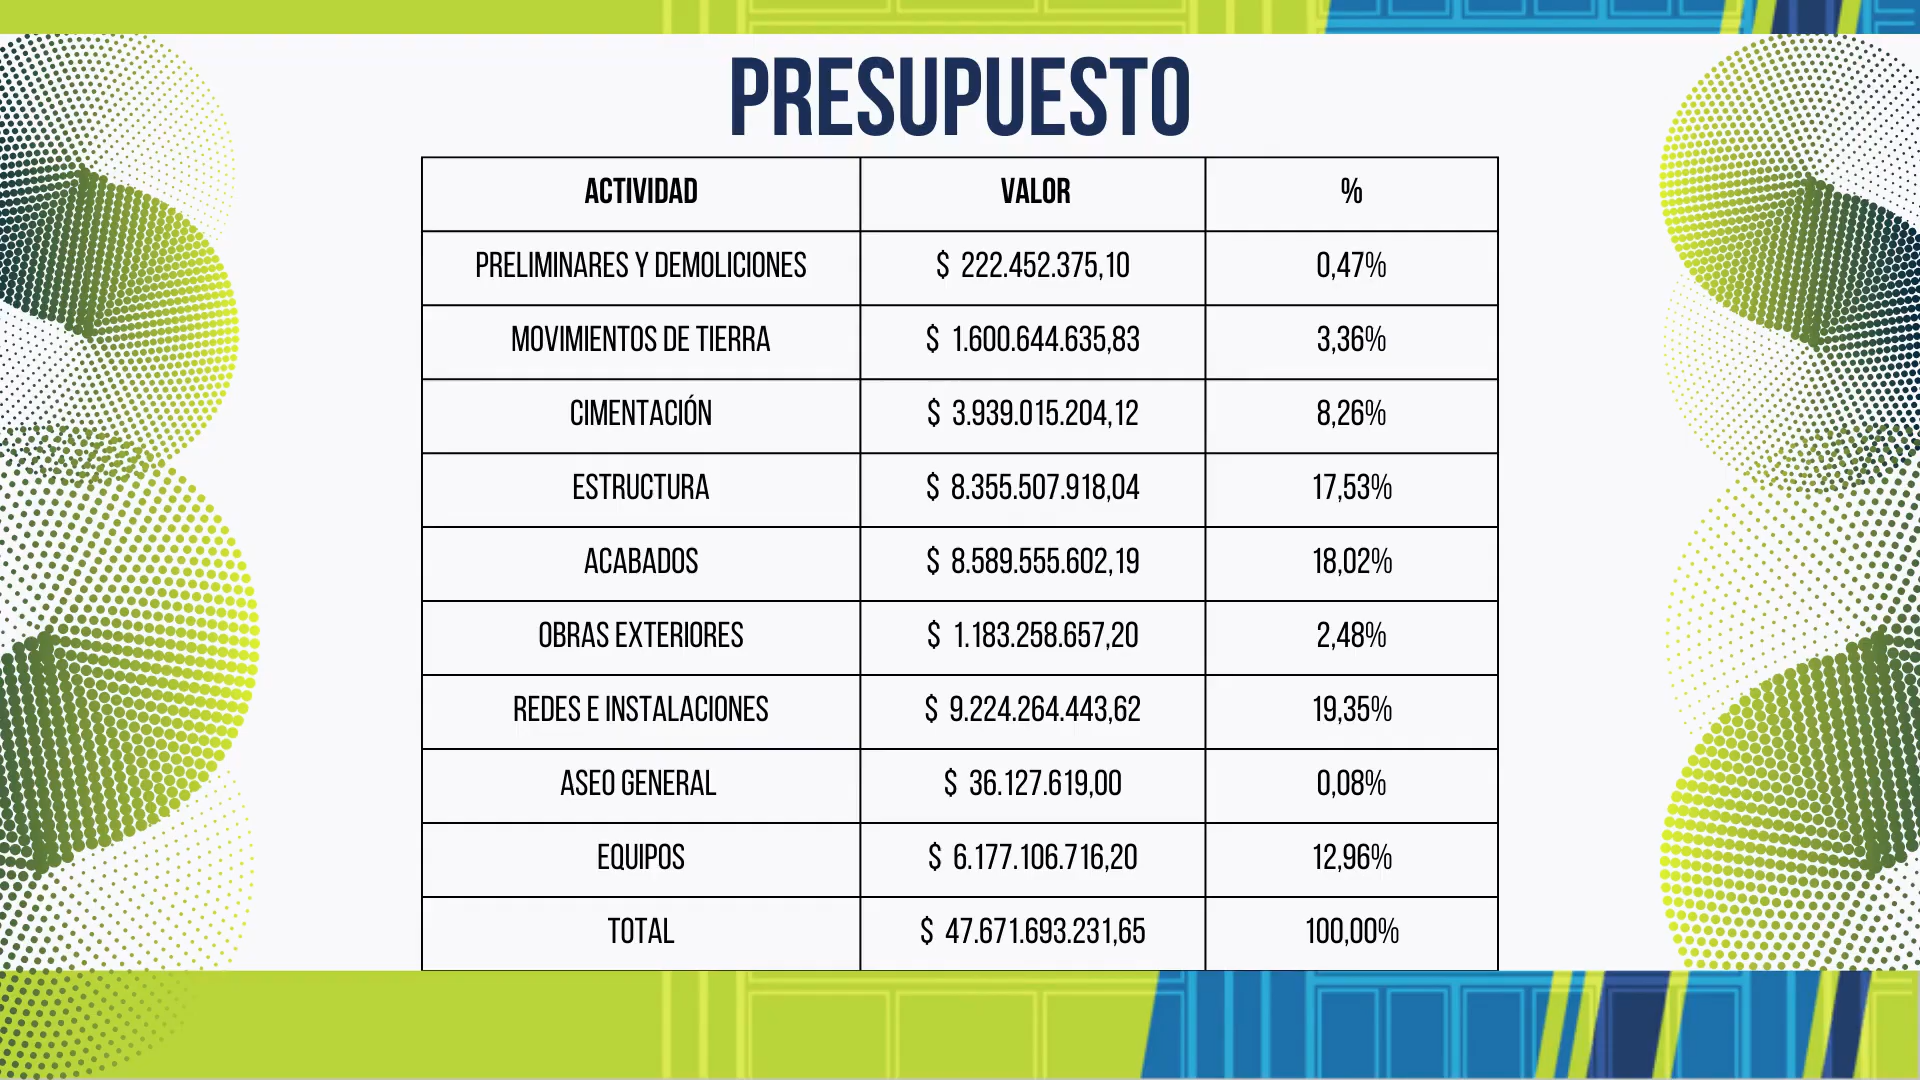 PRESUPUESTO
ACTIVIDAD VALOR %
PRELIMINARES Y DEMOLICIONES $ 222.452.375,10 0,47%
MOVIMIENTOS DE TIERRA $ 1.600.644.635,83 3,36%
CIMENTACIÓN $ 3.939.015.204,12 8,26%
ESTRUCTURA $ 8.355.507.918,04 17,53%
ACABADOS $ 8.589.555.602,19 18,02%
OBRAS EXTERIORES $ 1.183.258.657,20 2,48%
REDES E INSTALACIONES $ 9.224.264.443,62 19,35%
ASEO GENERAL $ 36.127.619,00 0,08%
EQUIPOS $ 6.177.106.716,20 12,96%
TOTAL $ 47.671.693.231,65 100,00%